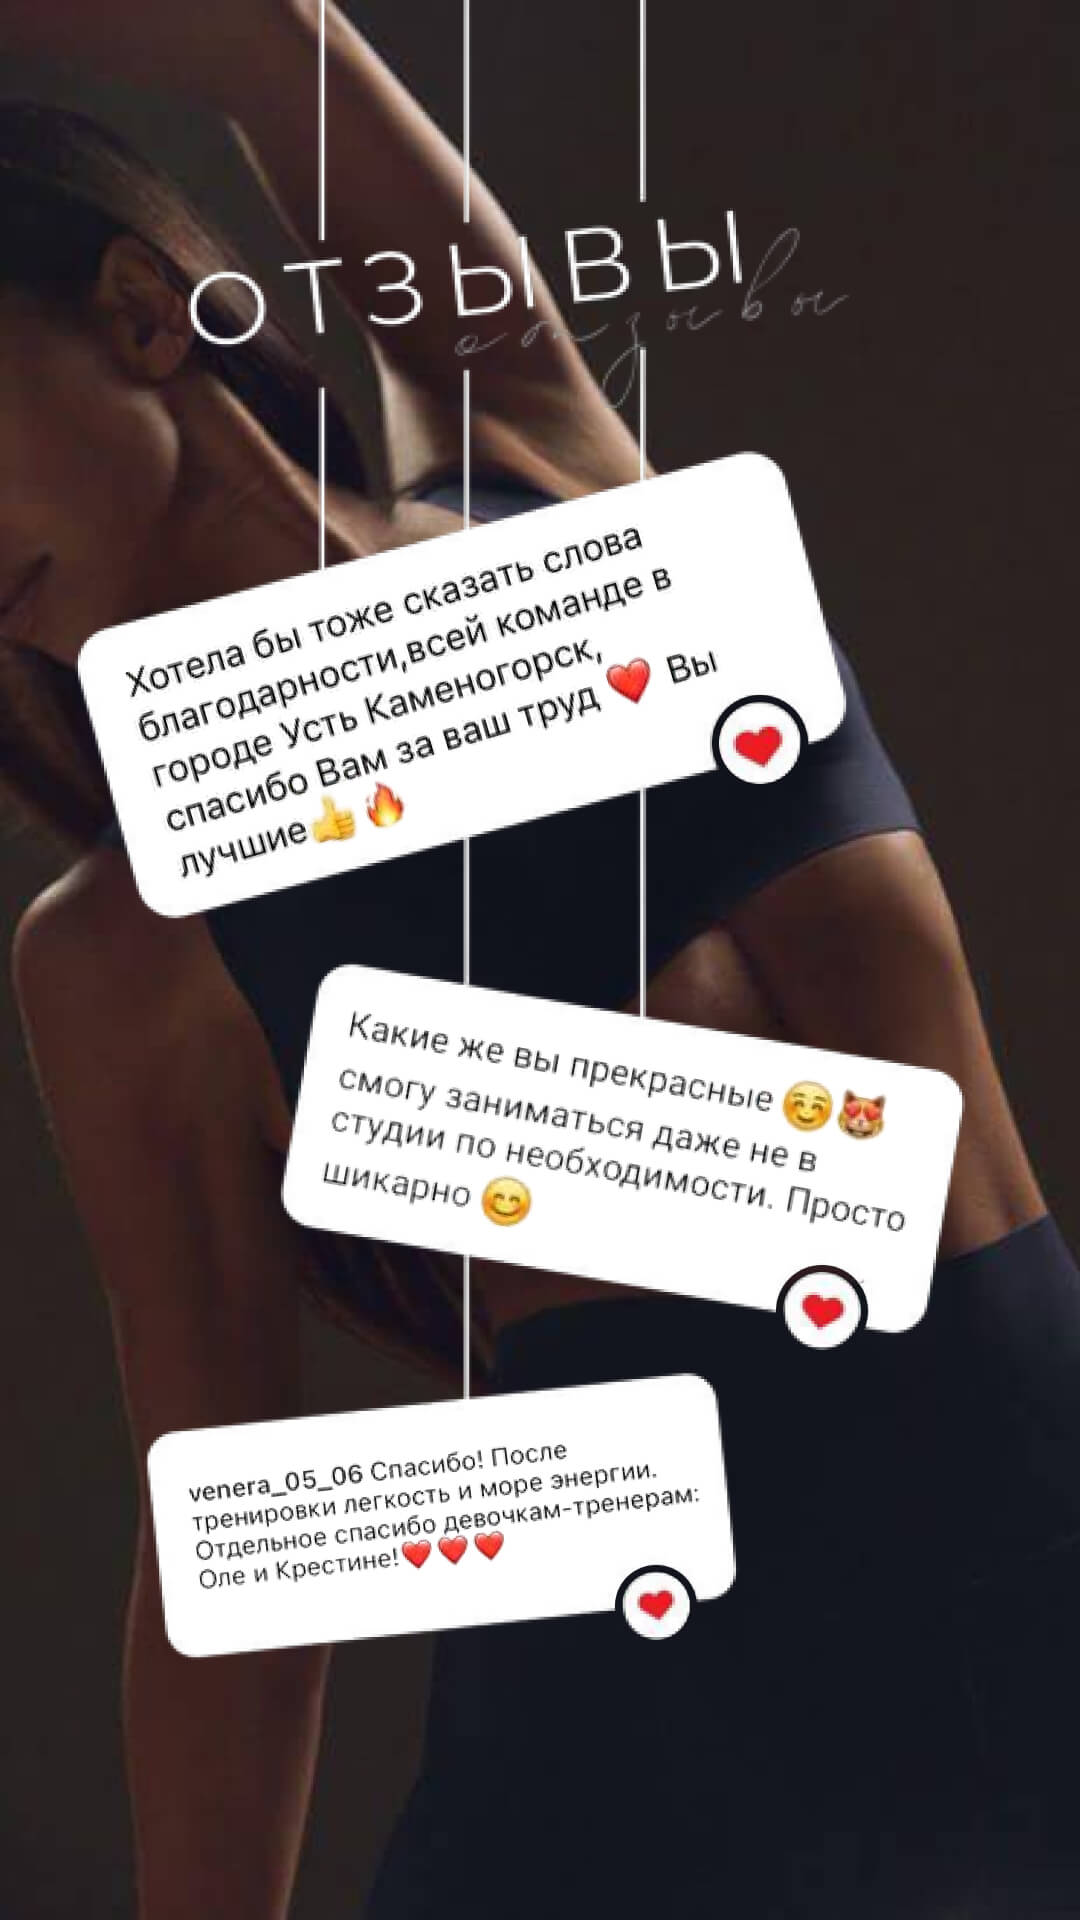 ОТЗЫВЫ
отзывы
Хотела бы тоже сказать слова
благодарности,всей команде в
городе Усть Каменогорск,
спасибо Вам за ваш труд ❤️ Вы
лучшие👍🔥
Какие же вы прекрасные ☺️😻
смогу заниматься даже не в
студии по необходимости. Просто
шикарно 😊
venera_05_06 Спасибо! После
тренировки легкость и море энергии.
Отдельное спасибо девочкам-тренерам:
Оле и Крестине!❤️❤️❤️